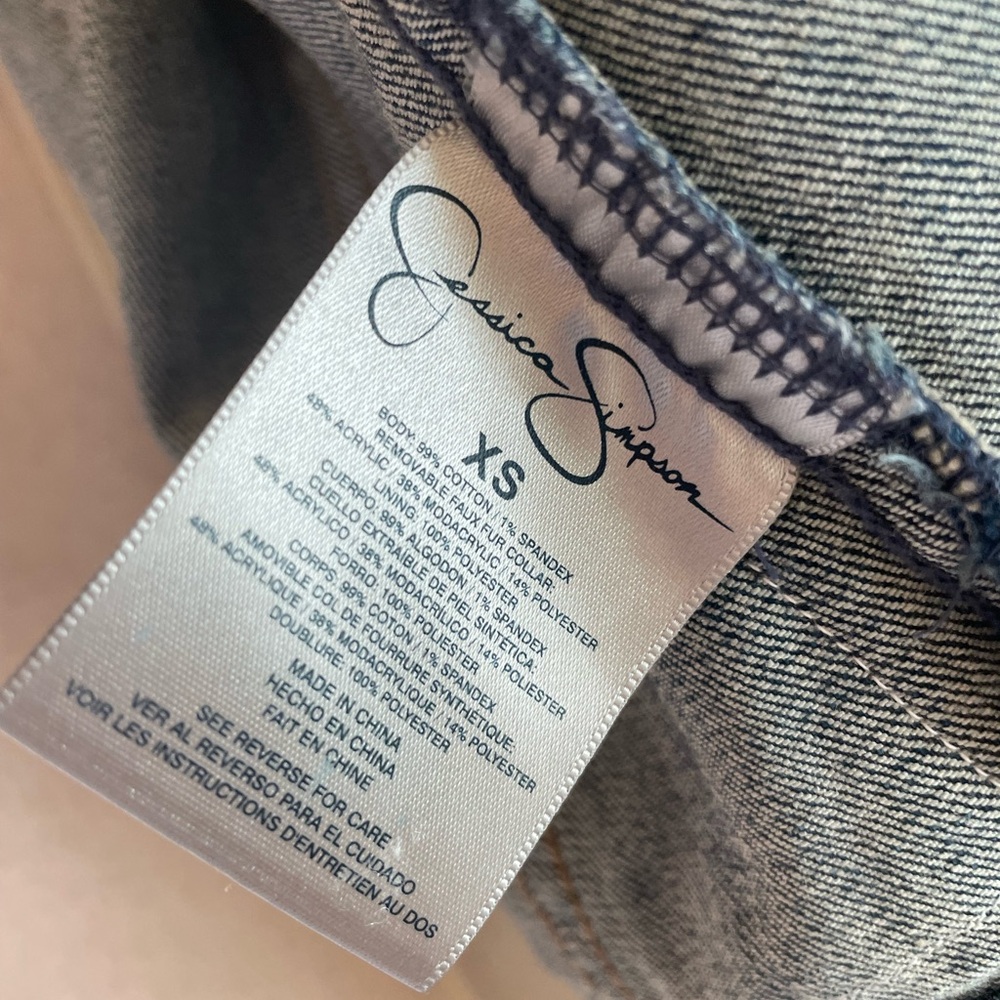 Jessica Simpson
XS
BODY: 99% COTTON, 1% SPANDEX
REMOVABLE FAUX FUR COLLAR:
48% ACRYLIC / 38% MODACRYLIC / 14% POLYESTER
LINING: 100% POLYESTER
CUERPO: 99% ALGODON / 1% SPANDEX
CUELLO EXTRAÍBLE DE PIEL SINTETICA:
48% ACRYLICO / 38% MODACRÍLICO / 14% POLIESTER
FORRO: 100% POLIESTER
CORPS: 99% COTON / 1% SPANDEX
AMOVIBLE COL DE FOURRURE SYNTHÉTIQUE:
48% ACRYLIQUE / 38% MODACRYLIQUE / 14% POLYESTER
DOUBLURE: 100% POLYESTER
MADE IN CHINA
HECHO EN CHINA
FAIT EN CHINE
SEE REVERSE FOR CARE
VER AL REVERSO PARA EL CUIDADO
VOIR LES INSTRUCTIONS D'ENTRETIEN AU DOS